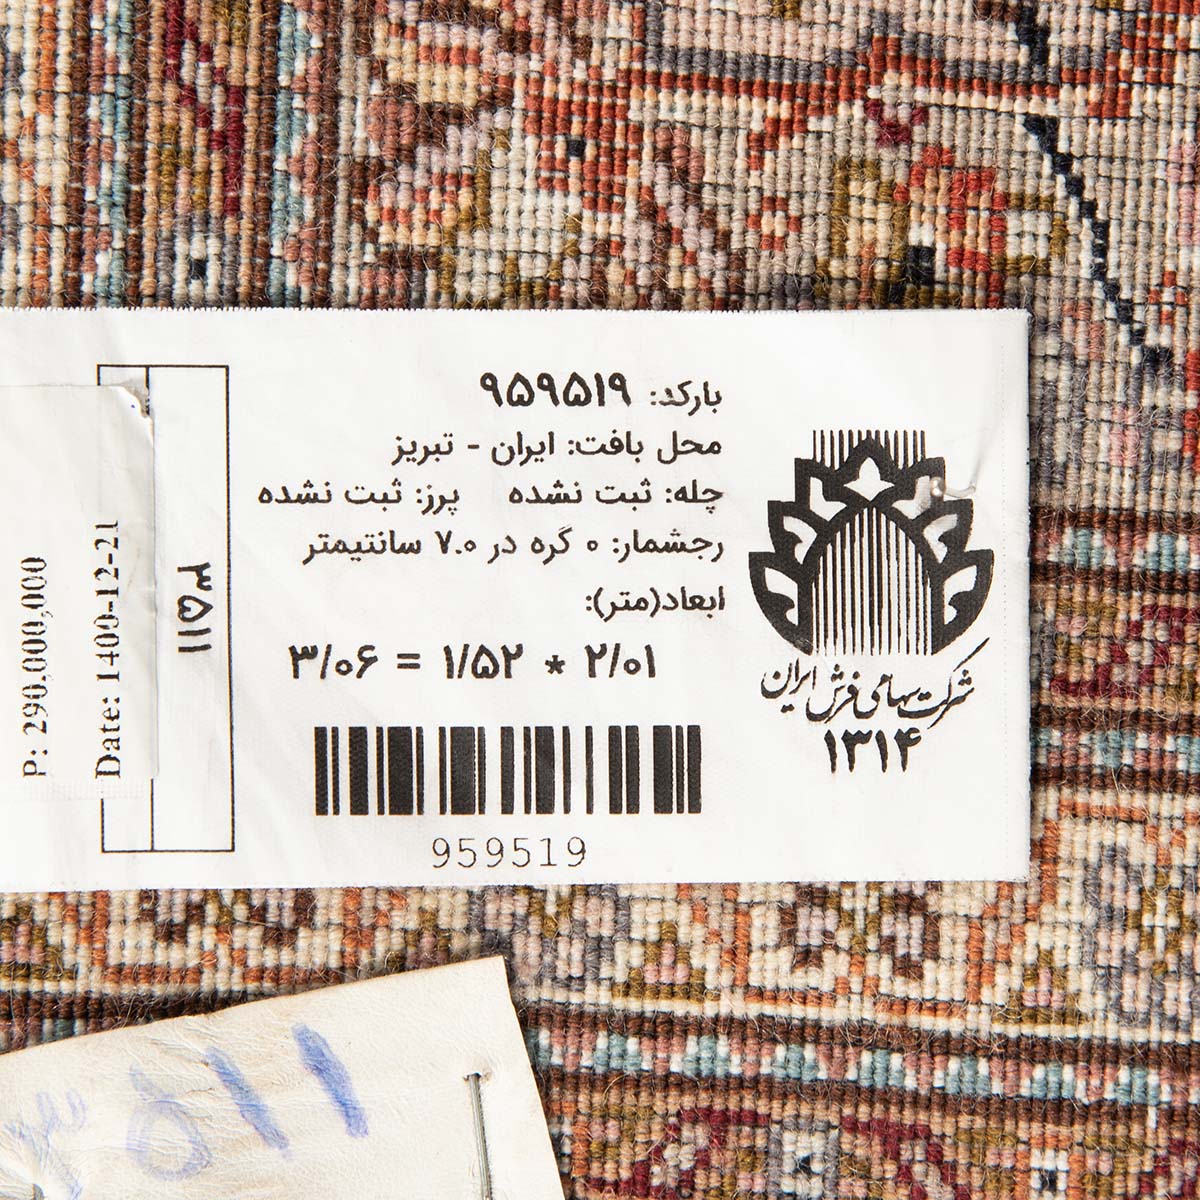 بارکد: ۹۵۹۵۱۹
محل بافت: ایران - تبریز
چله: ثبت نشده پرز: ثبت نشده
رجشمار: ۰ گره در ۷.۰ سانتیمتر
ابعاد(متر):
۲/۰۱ * ۱/۵۲ = ۳/۰۶
959519
شرکت سهامی فرش ایران
۱۳۱۴
۳۵۱۱
P: 290,000,000
Date: 1400-12-21
۵۱۱